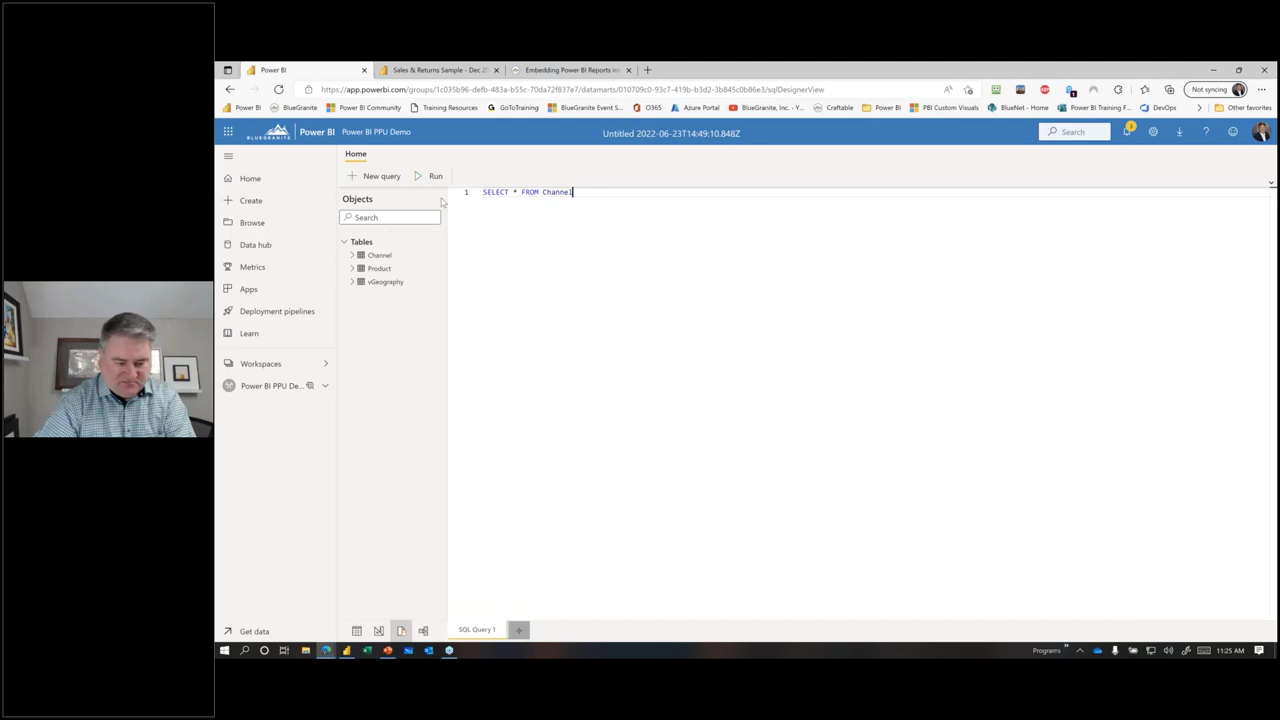 Power BI
Sales & Returns Sample - Dec 20
Embedding Power BI Reports in
https://app.powerbi.com/groups/1c035b96-defb-483a-b55c-70da72f837e7/datamarts/010709c0-93c7-419b-b3d2-3b845c0b86e3/sqlDesignerView
Not syncing
Power BI
BlueGranite
Power BI Community
Training Resources
GoToTraining
BlueGranite Event S...
O365
Azure Portal
BlueGranite, Inc. - Y...
Craftable
Power BI
PBI Custom Visuals
BlueNet - Home
Power BI Training F...
DevOps
Other favorites
BLUEGRANITE
Power BI
Power BI PPU Demo
Untitled 2022-06-23T14:49:10.848Z
Search
1
Home
New query
Run
Home
Create
Browse
Data hub
Metrics
Apps
Deployment pipelines
Learn
Workspaces
Power BI PPU De...
Get data
Objects
Search
Tables
Channel
Product
vGeography
1 SELECT * FROM Channel
SQL Query 1
Programs
11:25 AM